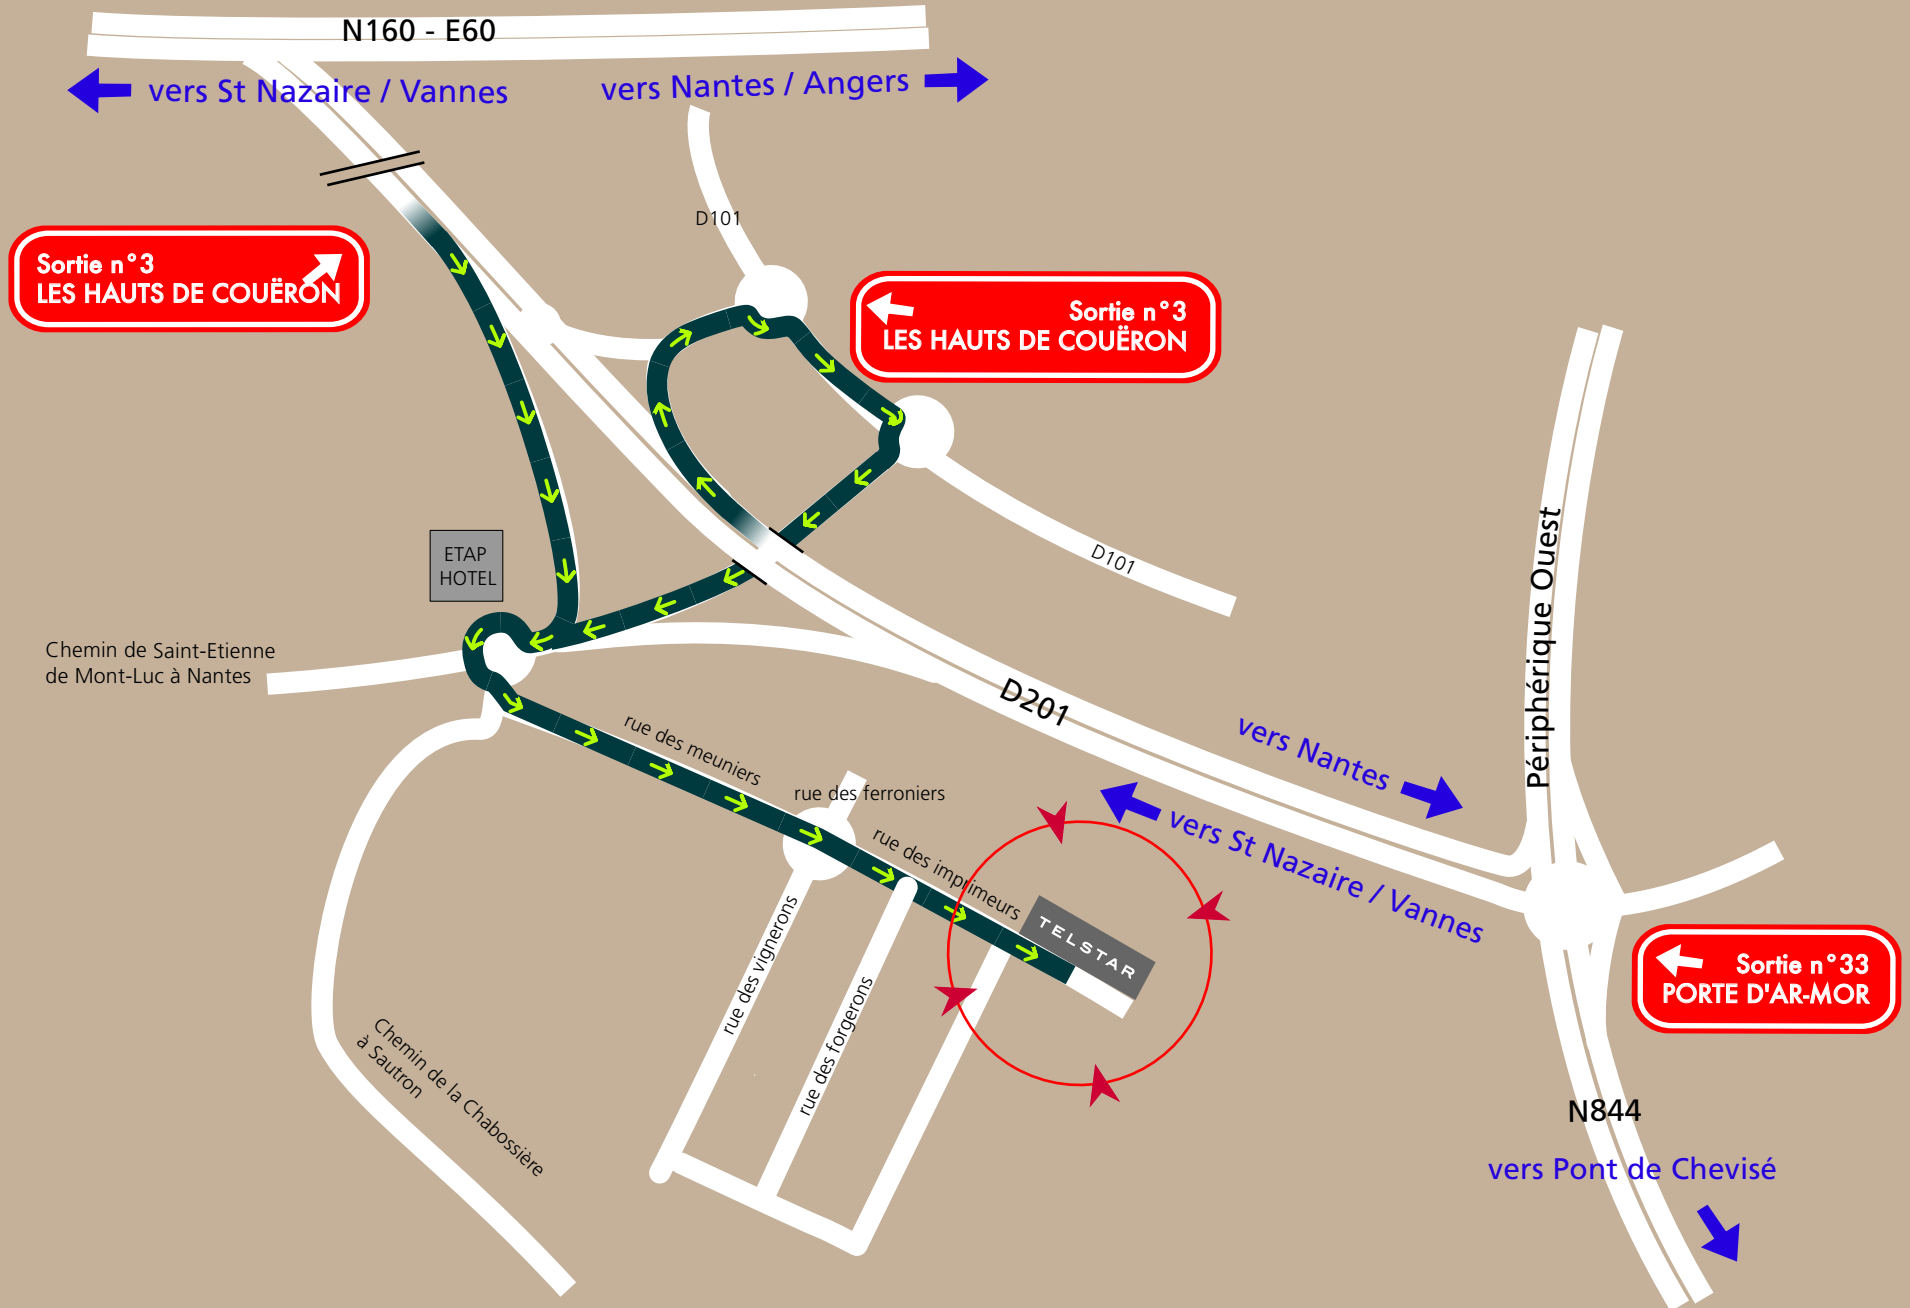 N160 - E60
vers St Nazaire / Vannes
vers Nantes / Angers
D101
Sortie n°3
LES HAUTS DE COUËRON
Sortie n°3
LES HAUTS DE COUËRON
ETAP
HOTEL
D101
Périphérique Ouest
Chemin de Saint-Etienne
de Mont-Luc à Nantes
D201
rue des meuniers
vers Nantes
rue des ferroniers
vers St Nazaire / Vannes
rue des imprimeurs
TELSTAR
rue des vignerons
rue des forgerons
Sortie n°33
PORTE D'AR-MOR
Chemin de la Chabossière
à Sautron
N844
vers Pont de Chevisé